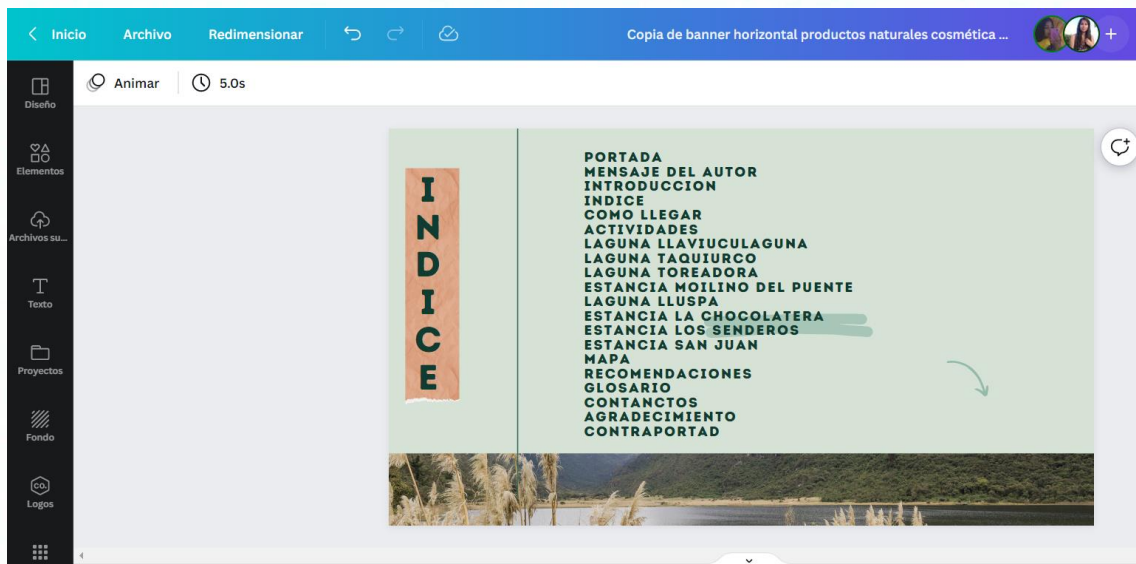 Inicio
Archivo
Redimensionar
Copia de banner horizontal productos naturales cosmética ...
+
Diseño
Elementos
Archivos su...
Texto
Proyectos
Fondo
CO.
Logos
Animar
5.0s
I
N
D
I
C
E
PORTADA
MENSAJE DEL AUTOR
INTRODUCCION
INDICE
COMO LLEGAR
ACTIVIDADES
LAGUNA LLAVIUCULAGUNA
LAGUNA TAQUIURCO
LAGUNA TOREADORA
ESTANCIA MOILINO DEL PUENTE
LAGUNA LLUSPA
ESTANCIA LA CHOCOLATERA
ESTANCIA LOS SENDEROS
ESTANCIA SAN JUAN
MAPA
RECOMENDACIONES
GLOSARIO
CONTANCTOS
AGRADECIMIENTO
CONTRAPORTAD